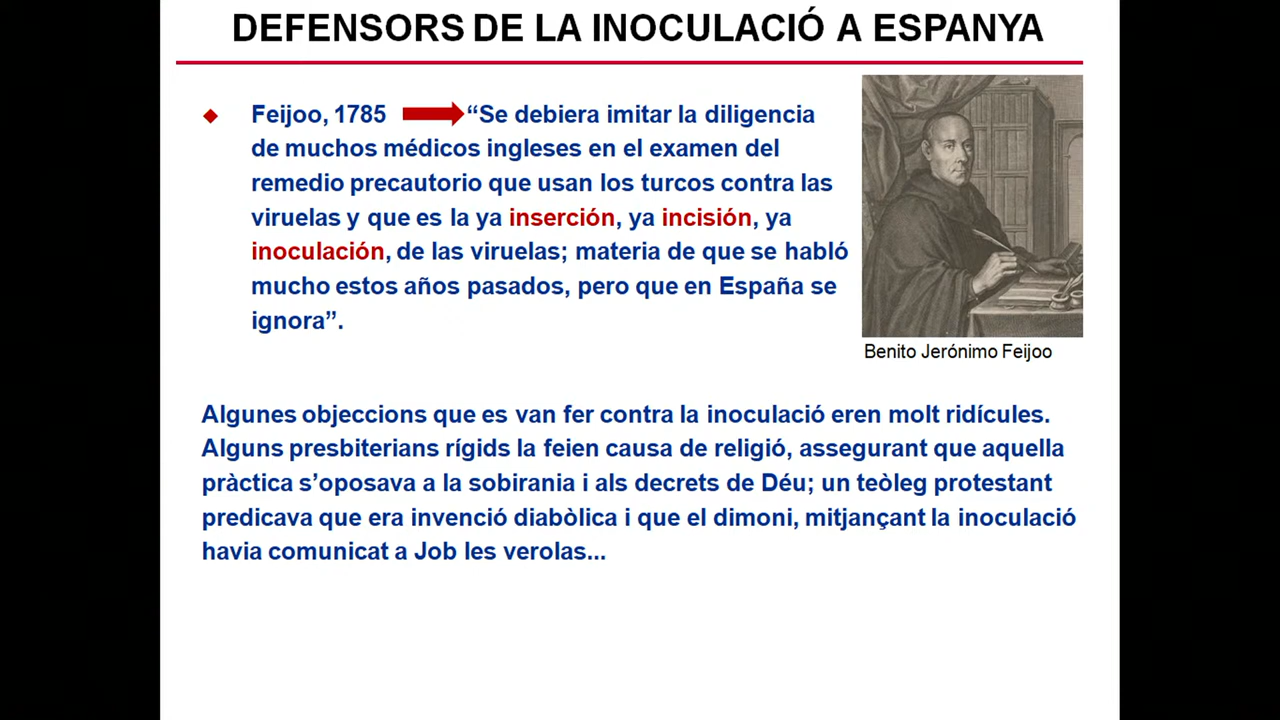 DEFENSORS DE LA INOCULACIÓ A ESPANYA
Feijoo, 1785 “Se debiera imitar la diligencia
de muchos médicos ingleses en el examen del
remedio precautorio que usan los turcos contra las
viruelas y que es la ya inserción, ya incisión, ya
inoculación, de las viruelas; materia de que se habló
mucho estos años pasados, pero que en España se
ignora”.
Benito Jerónimo Feijoo
Algunes objeccions que es van fer contra la inoculació eren molt ridícules.
Alguns presbiterians rígids la feien causa de religió, assegurant que aquella
pràctica s’oposava a la sobirania i als decrets de Déu; un teòleg protestant
predicava que era invenció diabòlica i que el dimoni, mitjançant la inoculació
havia comunicat a Job les verolas...